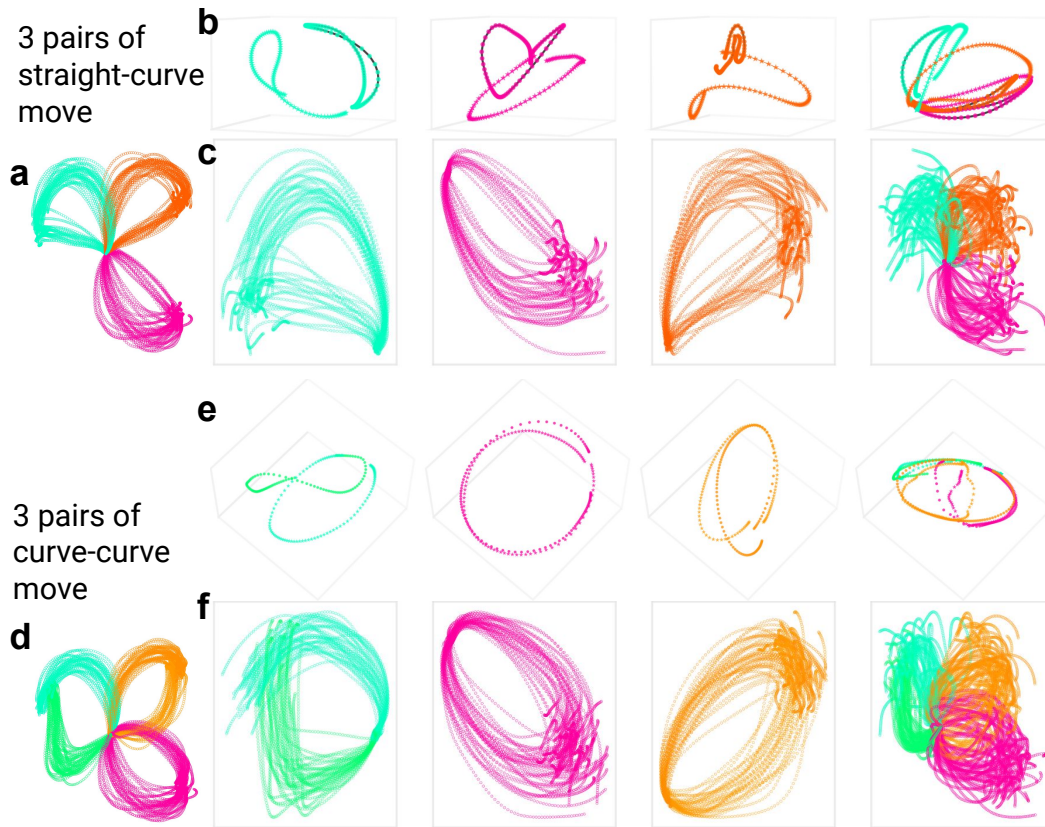 3 pairs of
straight-curve
move
b
a
c
e
3 pairs of
curve-curve
move
d
f